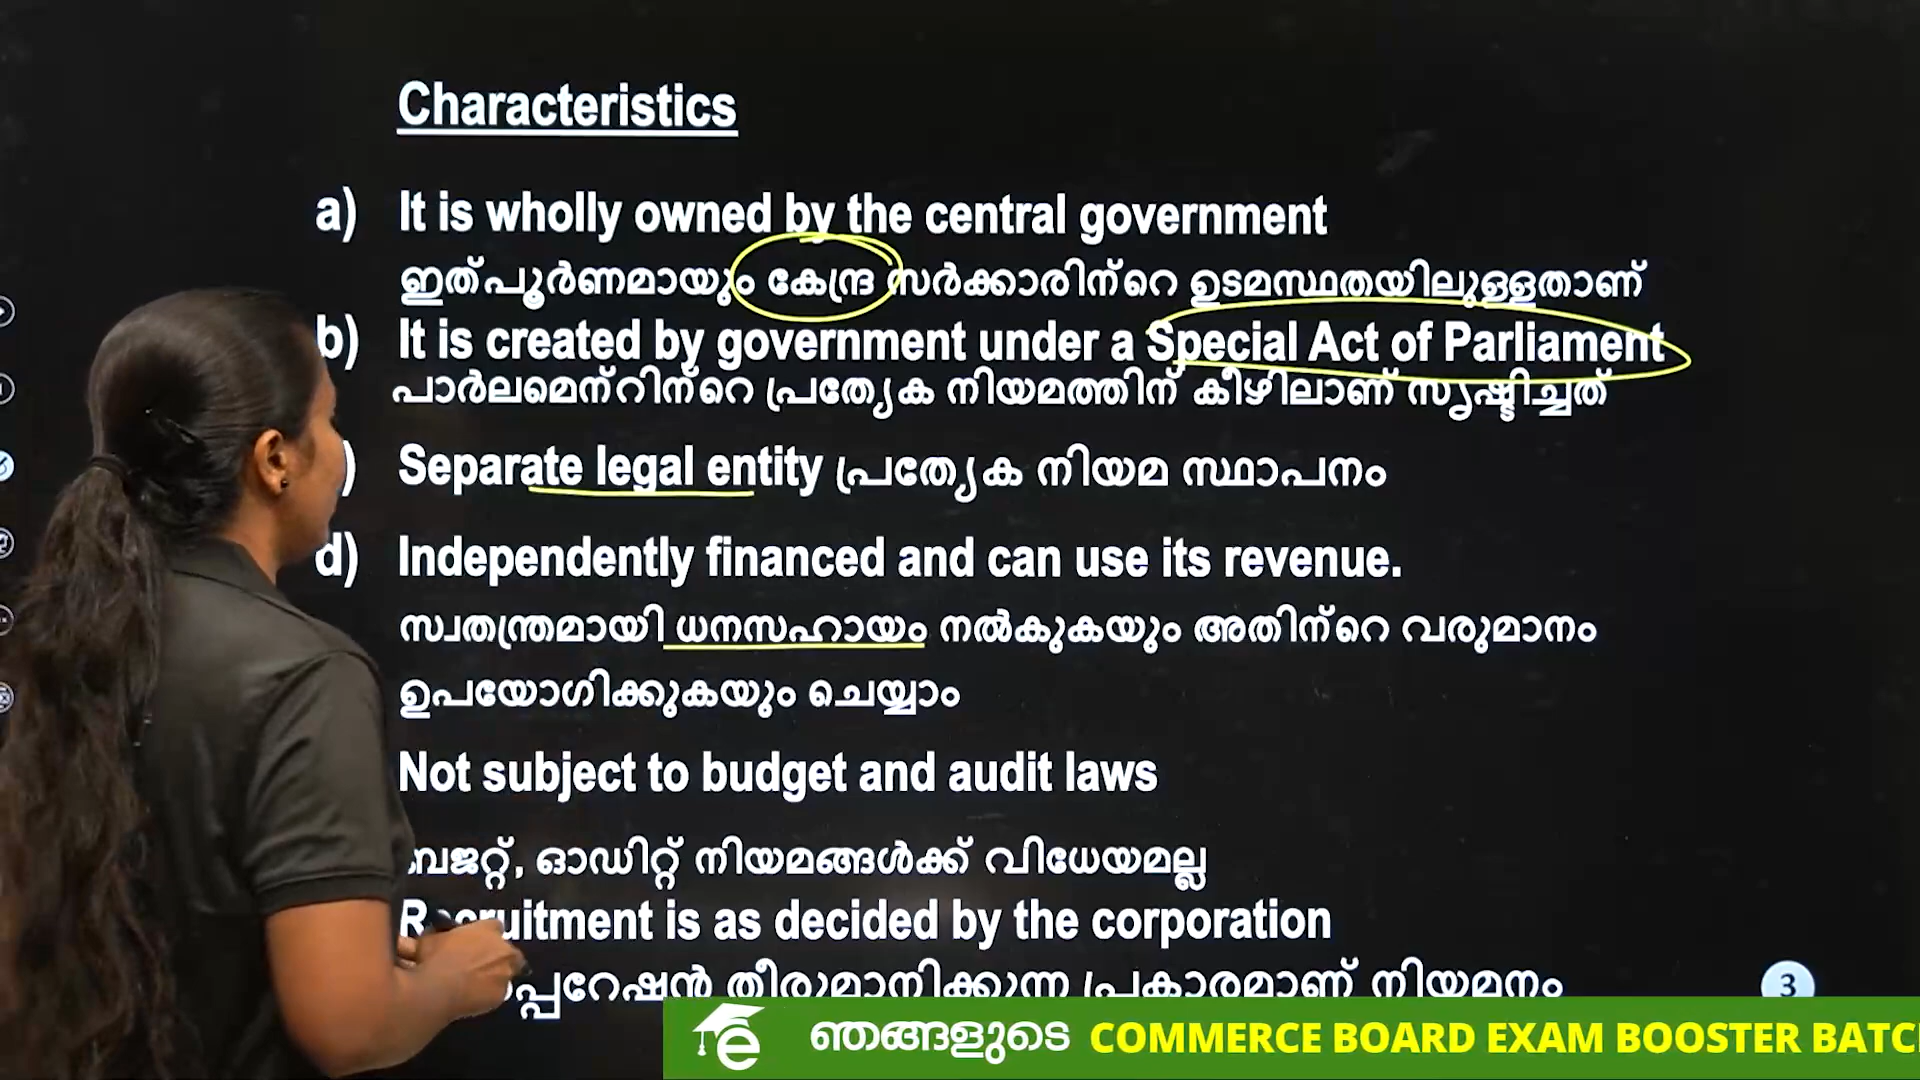 Characteristics
a) It is wholly owned by the central government
ഇത് പൂർണമായും കേന്ദ്ര സർക്കാരിന്റെ ഉടമസ്ഥതയിലുള്ളതാണ്
b) It is created by government under a Special Act of Parliament
പാർലമെന്റിന്റെ പ്രത്യേക നിയമത്തിന് കീഴിലാണ് സൃഷ്ടിച്ചത്
) Separate legal entity പ്രത്യേക നിയമ സ്ഥാപനം
d) Independently financed and can use its revenue.
സ്വതന്ത്രമായി ധനസഹായം നൽകുകയും അതിന്റെ വരുമാനം
ഉപയോഗിക്കുകയും ചെയ്യാം
Not subject to budget and audit laws
ബജറ്റ്, ഓഡിറ്റ് നിയമങ്ങൾക്ക് വിധേയമല്ല
Recruitment is as decided by the corporation
തീരുമാനിക്കുന്ന പ്രകാരമാണ് നിയമനം
3
e ഞങ്ങളുടെ COMMERCE BOARD EXAM BOOSTER